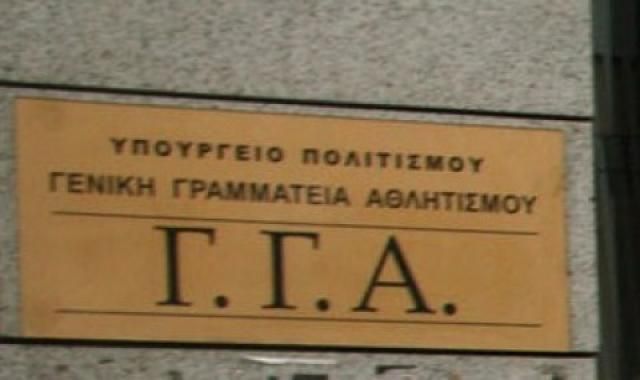 ΥΠΟΥΡΓΕΙΟ ΠΟΛΙΤΙΣΜΟΥ
ΓΕΝΙΚΗ ΓΡΑΜΜΑΤΕΙΑ ΑΘΛΗΤΙΣΜΟΥ
Γ.Γ.Α.